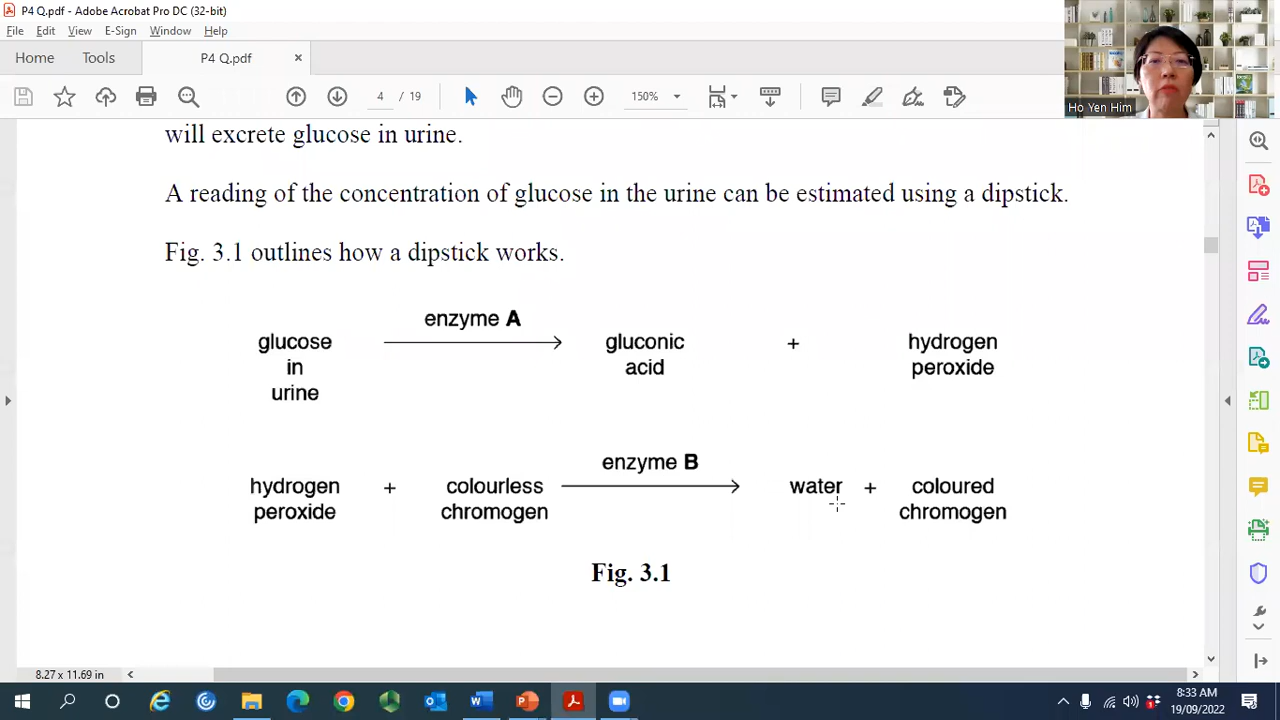 P4 Q.pdf - Adobe Acrobat Pro DC (32-bit)
File Edit View E-Sign Window Help
Home Tools P4 Q.pdf ×
4 / 19 150%
Ho Yen Him
will excrete glucose in urine.
A reading of the concentration of glucose in the urine can be estimated using a dipstick.
Fig. 3.1 outlines how a dipstick works.
enzyme A
glucose gluconic + hydrogen
in acid peroxide
urine
enzyme B
hydrogen + colourless water + coloured
peroxide chromogen chromogen
Fig. 3.1
8.27 x 11.69 in
8:33 AM
19/09/2022